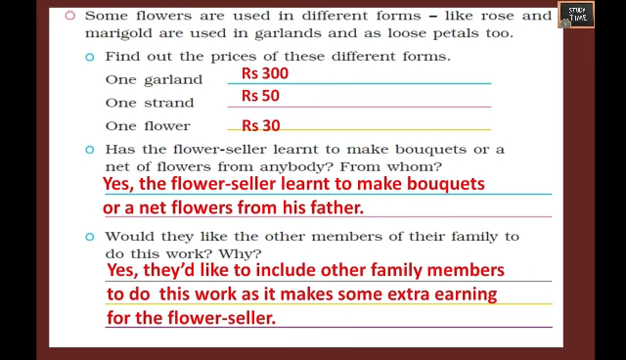 STUDY
TIME
Some flowers are used in different forms – like rose and
marigold are used in garlands and as loose petals too.
Find out the prices of these different forms.
One garland Rs 300
One strand Rs 50
One flower Rs 30
Has the flower-seller learnt to make bouquets or a
net of flowers from anybody? From whom?
Yes, the flower-seller learnt to make bouquets
or a net flowers from his father.
Would they like the other members of their family to
do this work? Why?
Yes, they’d like to include other family members
to do this work as it makes some extra earning
for the flower-seller.